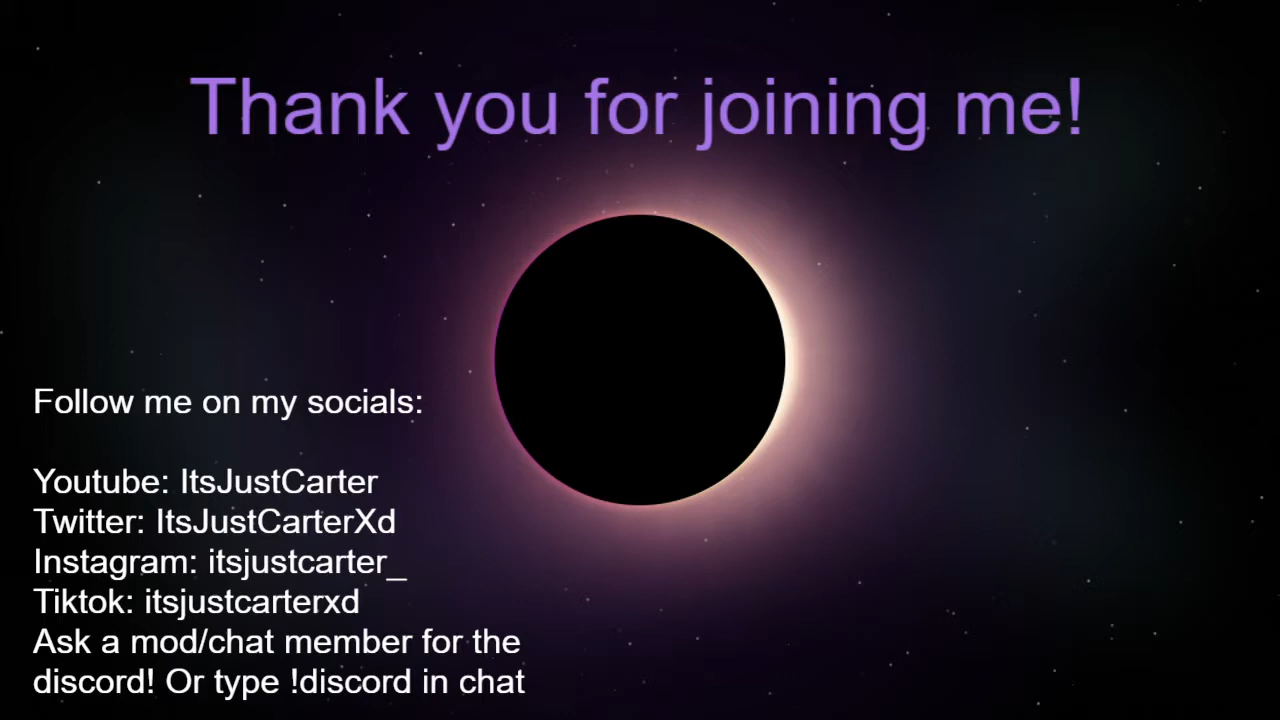 Thank you for joining me!
Follow me on my socials:
Youtube: ItsJustCarter
Twitter: ItsJustCarterXd
Instagram: itsjustcarter_
Tiktok: itsjustcarterxd
Ask a mod/chat member for the
discord! Or type !discord in chat